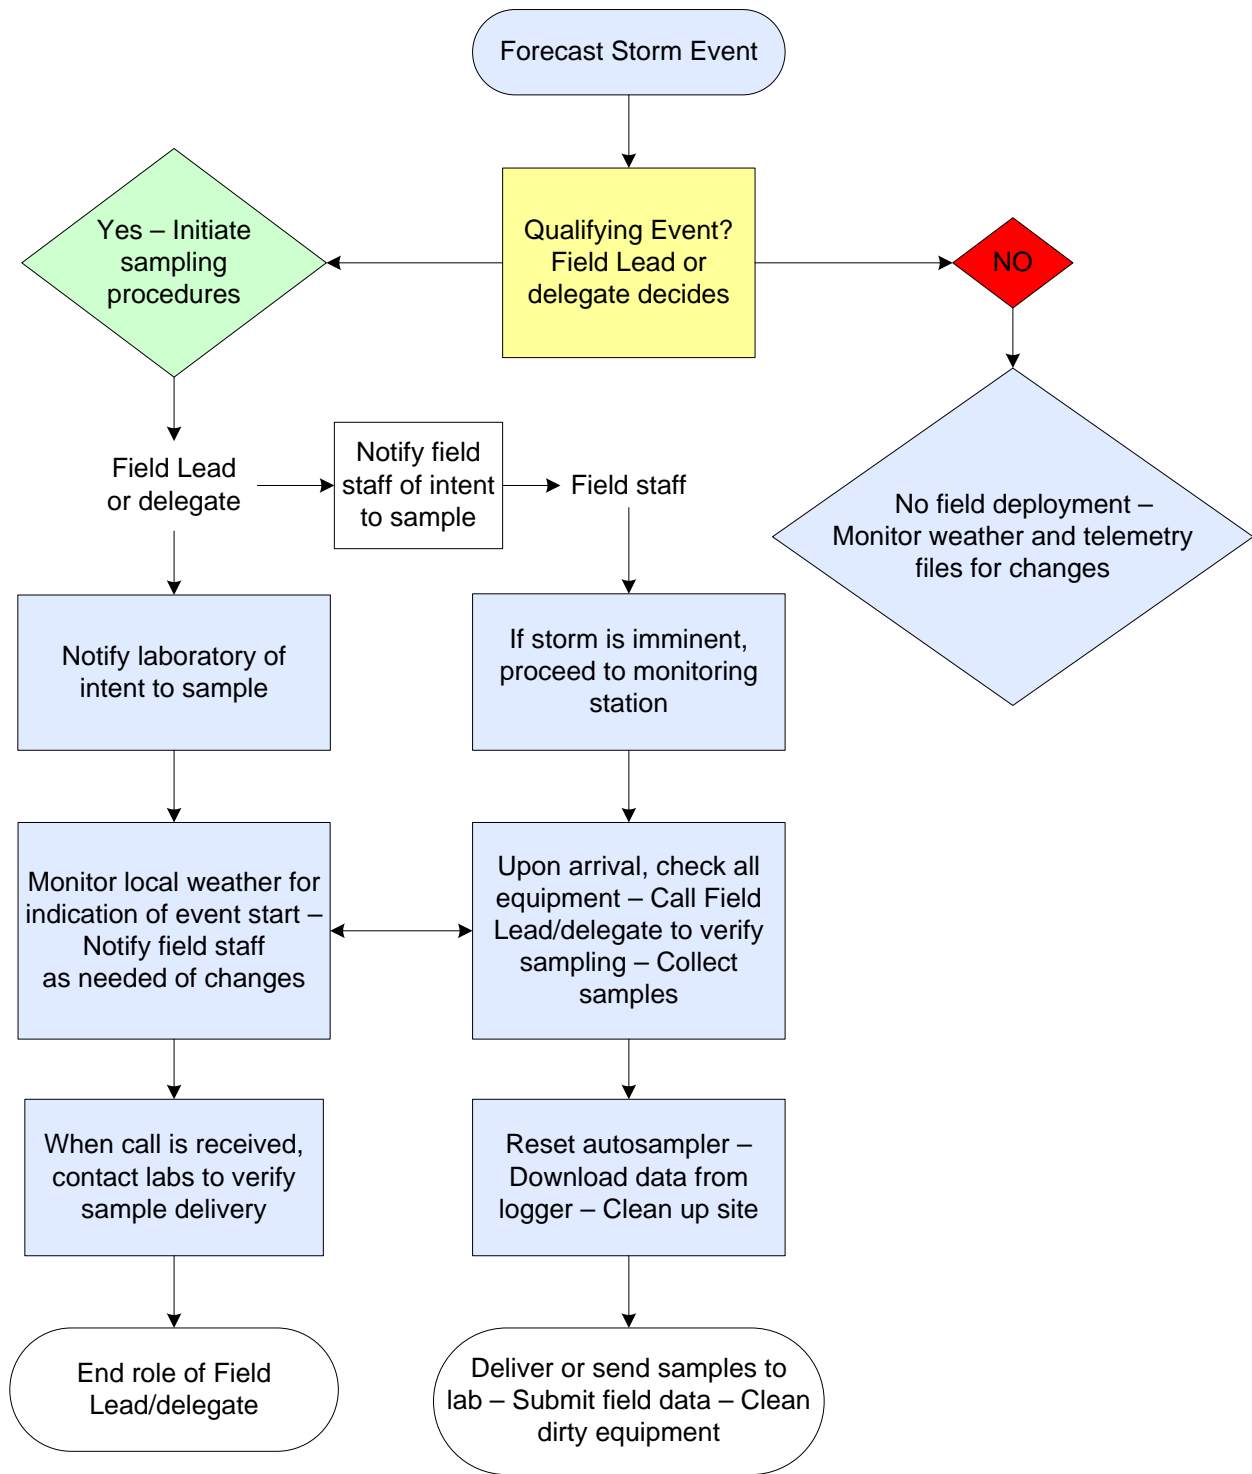 Forecast Storm Event
Yes – Initiate
sampling
procedures
Qualifying Event?
Field Lead or
delegate decides
NO
Field Lead
or delegate
Notify field
staff of intent
to sample
Field staff
No field deployment –
Monitor weather and telemetry
files for changes
Notify laboratory of
intent to sample
If storm is imminent,
proceed to monitoring
station
Monitor local weather for
indication of event start –
Notify field staff
as needed of changes
Upon arrival, check all
equipment – Call Field
Lead/delegate to verify
sampling – Collect
samples
When call is received,
contact labs to verify
sample delivery
Reset autosampler –
Download data from
logger – Clean up site
End role of Field
Lead/delegate
Deliver or send samples to
lab – Submit field data – Clean
dirty equipment